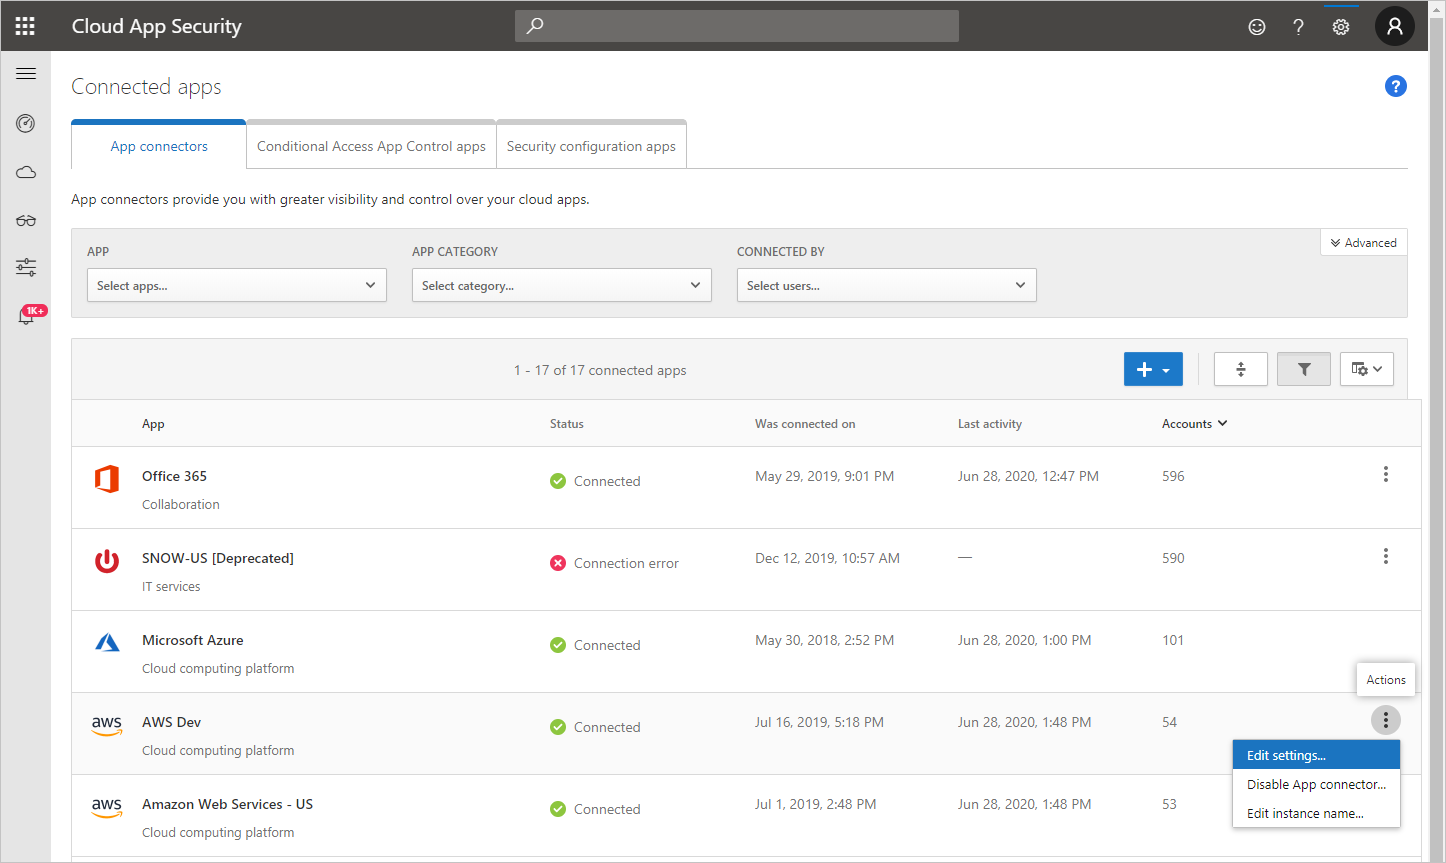 Cloud App Security
?
Connected apps
?
App connectors
Conditional Access App Control apps
Security configuration apps
App connectors provide you with greater visibility and control over your cloud apps.
Advanced
APP
APP CATEGORY
CONNECTED BY
Select apps...
Select category...
Select users...
1K+
1 - 17 of 17 connected apps
App Status Was connected on Last activity Accounts
Office 365 Connected May 29, 2019, 9:01 PM Jun 28, 2020, 12:47 PM 596
Collaboration
SNOW-US [Deprecated] Connection error Dec 12, 2019, 10:57 AM — 590
IT services
Microsoft Azure Connected May 30, 2018, 2:52 PM Jun 28, 2020, 1:00 PM 101
Cloud computing platform
Actions
aws AWS Dev Connected Jul 16, 2019, 5:18 PM Jun 28, 2020, 1:48 PM 54
Cloud computing platform
Edit settings...
Disable App connector...
Edit instance name...
aws Amazon Web Services - US Connected Jul 1, 2019, 2:48 PM Jun 28, 2020, 1:48 PM 53
Cloud computing platform